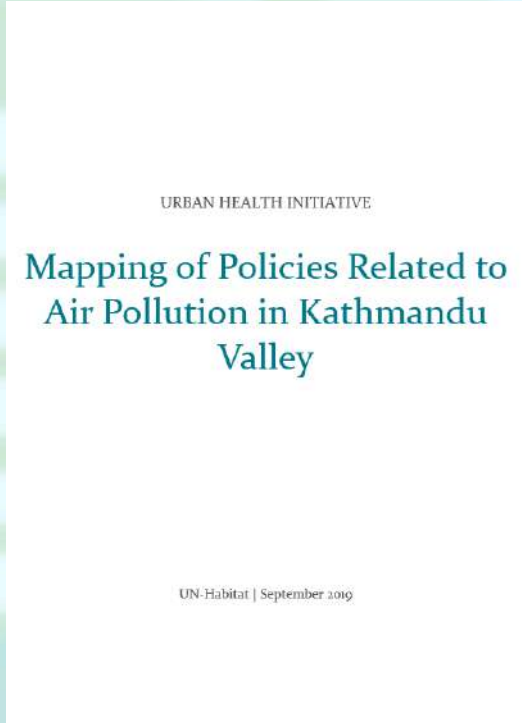 URBAN HEALTH INITIATIVE
Mapping of Policies Related to
Air Pollution in Kathmandu
Valley
UN-Habitat | September 2019